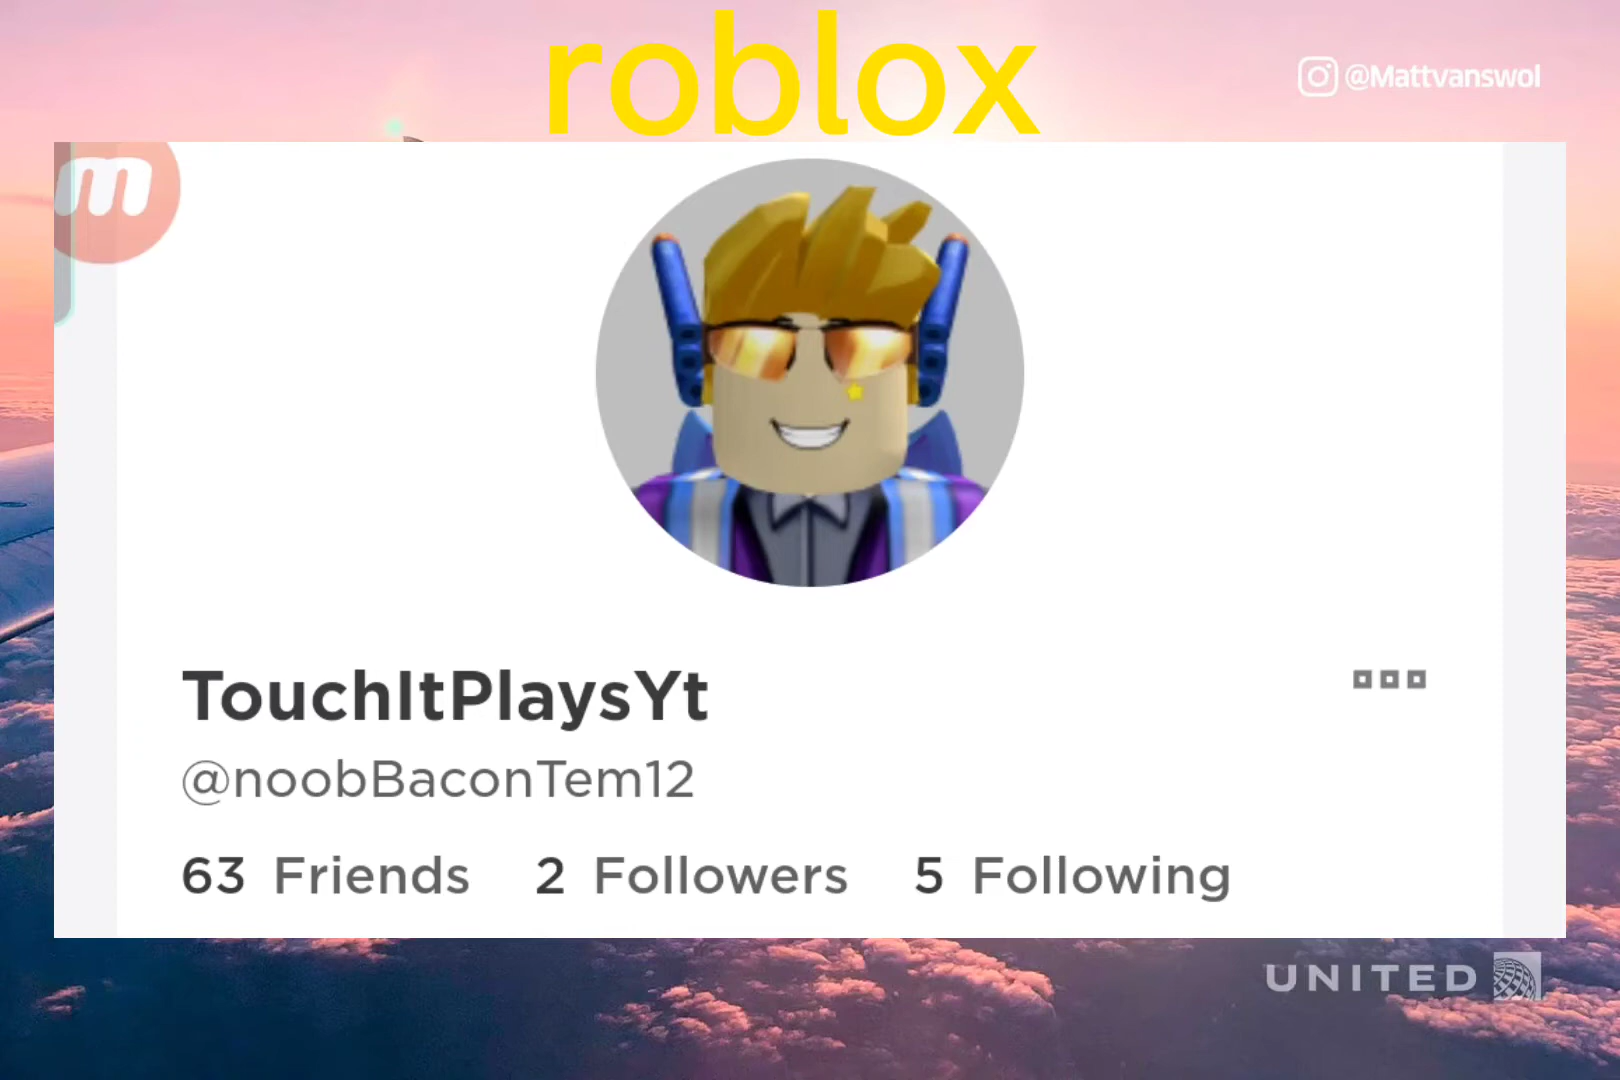 roblox
@Mattvanswol
m
TouchItPlaysYt
@noobBaconTem12
63 Friends 2 Followers 5 Following
UNITED